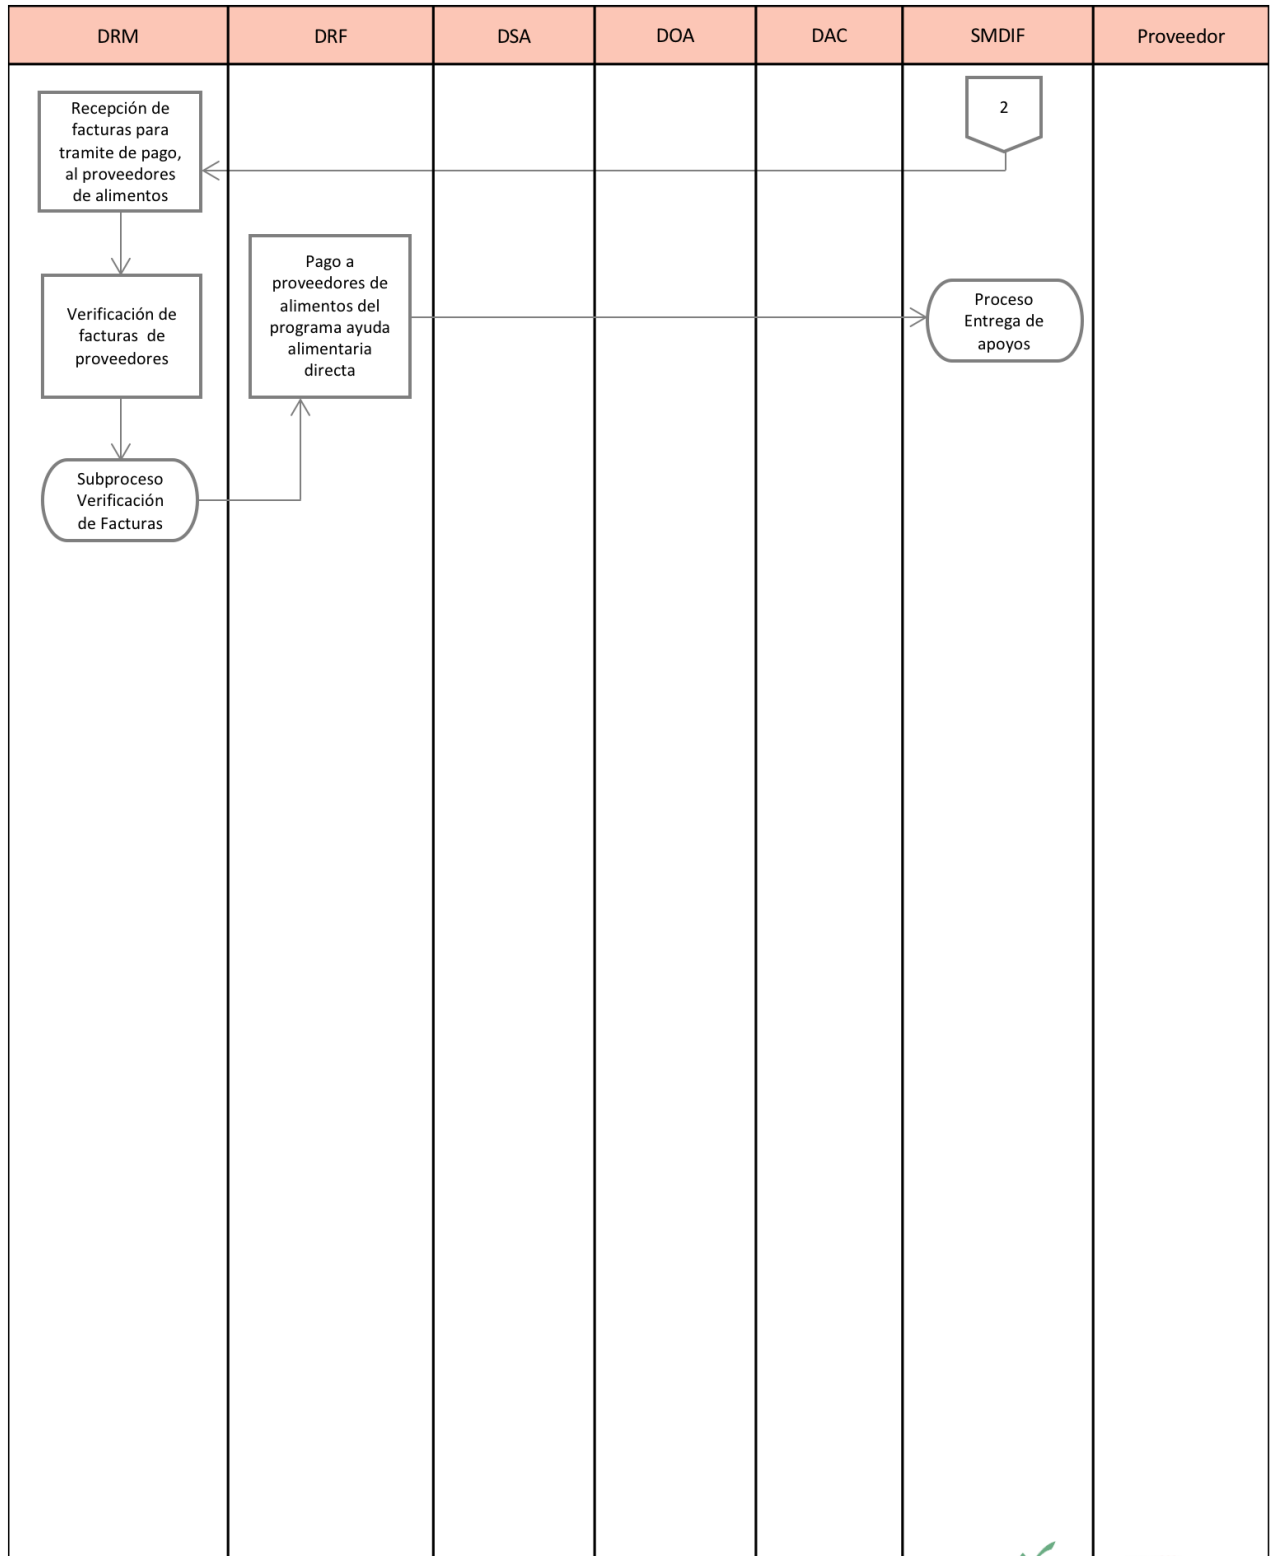 DRM
DRF
DSA
DOA
DAC
SMDIF
Proveedor
Recepción de
facturas para
tramite de pago,
al proveedores
de alimentos
2
Verificación de
facturas de
proveedores
Pago a
proveedores de
alimentos del
programa ayuda
alimentaria
directa
Proceso
Entrega de
apoyos
Subproceso
Verificación
de Facturas